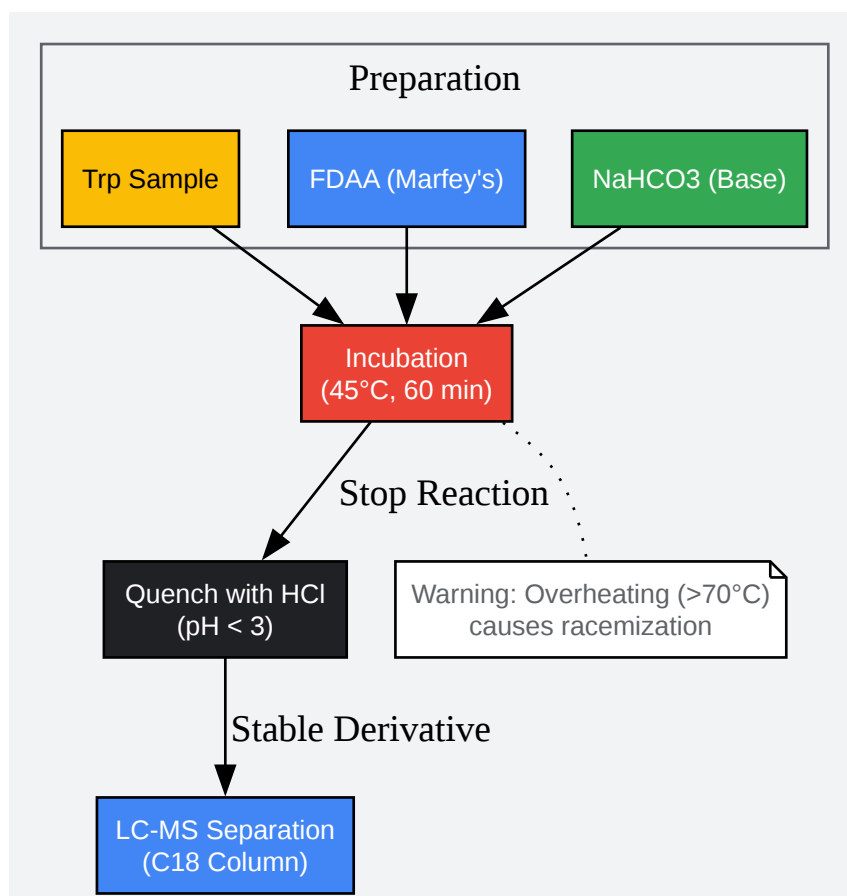 Preparation
Trp Sample
FDAA (Marfey's)
NaHCO3 (Base)
Incubation
(45°C, 60 min)
Stop Reaction
Quench with HCl
(pH < 3)
Warning: Overheating (>70°C)
causes racemization
Stable Derivative
LC-MS Separation
(C18 Column)